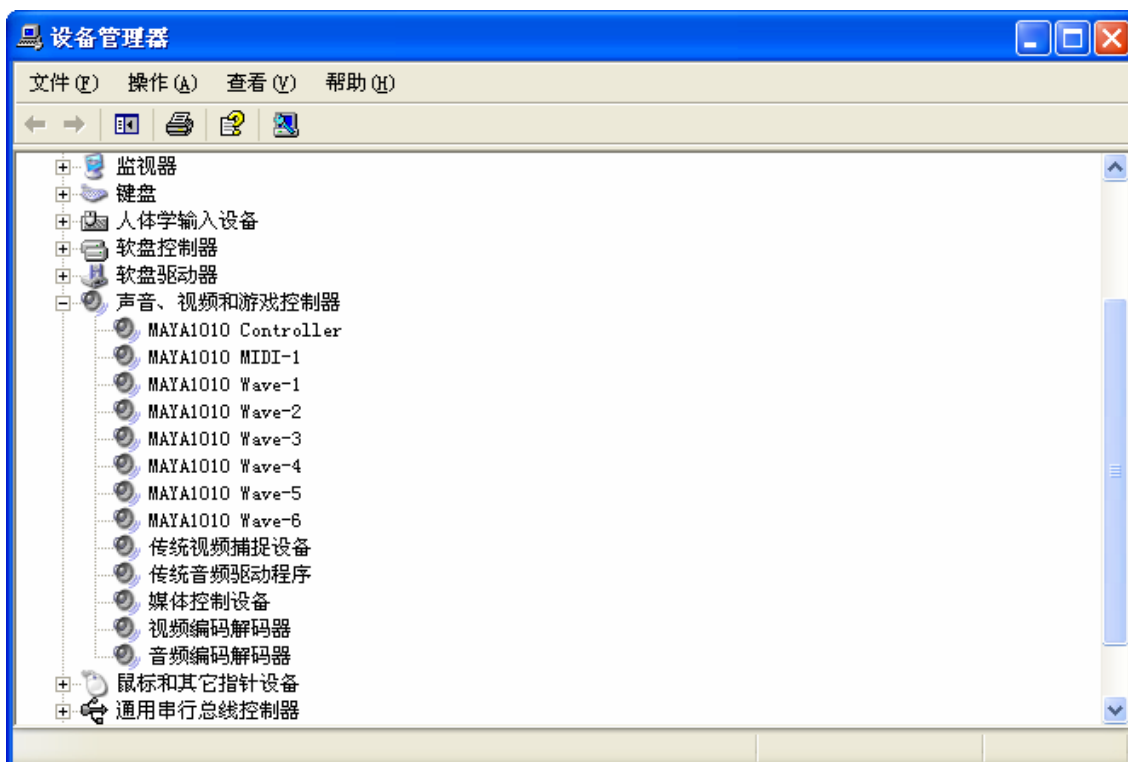 设备管理器
文件(F) 操作(A) 查看(V) 帮助(H)
监视器
键盘
人体学输入设备
软盘控制器
软盘驱动器
声音、视频和游戏控制器
MAYA1010 Controller
MAYA1010 MIDI-1
MAYA1010 Wave-1
MAYA1010 Wave-2
MAYA1010 Wave-3
MAYA1010 Wave-4
MAYA1010 Wave-5
MAYA1010 Wave-6
传统视频捕捉设备
传统音频驱动程序
媒体控制设备
视频编码解码器
音频编码解码器
鼠标和其它指针设备
通用串行总线控制器